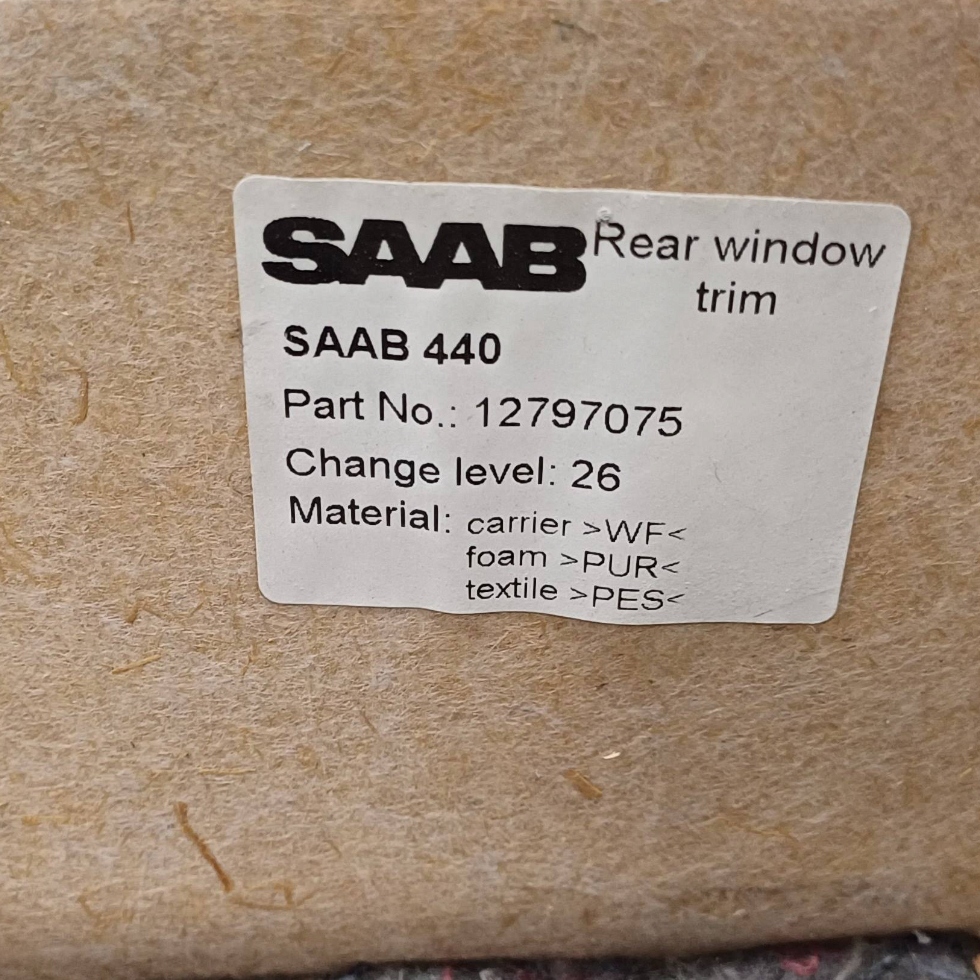 SAAB Rear window
trim
SAAB 440
Part No.: 12797075
Change level: 26
Material: carrier >WF<
foam >PUR<
textile >PES<